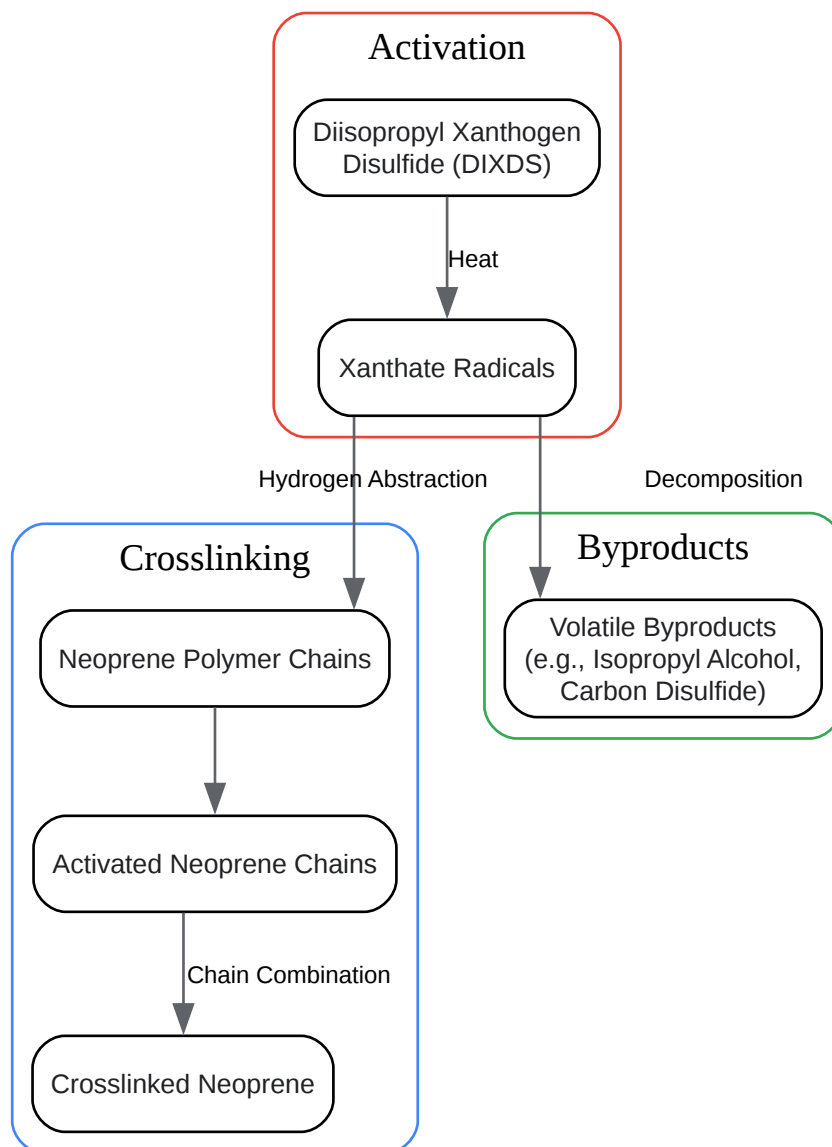 Activation
Diisopropyl Xanthogen
Disulfide (DIXDS)
Heat
Xanthate Radicals
Hydrogen Abstraction
Decomposition
Crosslinking
Neoprene Polymer Chains
Activated Neoprene Chains
Chain Combination
Crosslinked Neoprene
Byproducts
Volatile Byproducts
(e.g., Isopropyl Alcohol,
Carbon Disulfide)